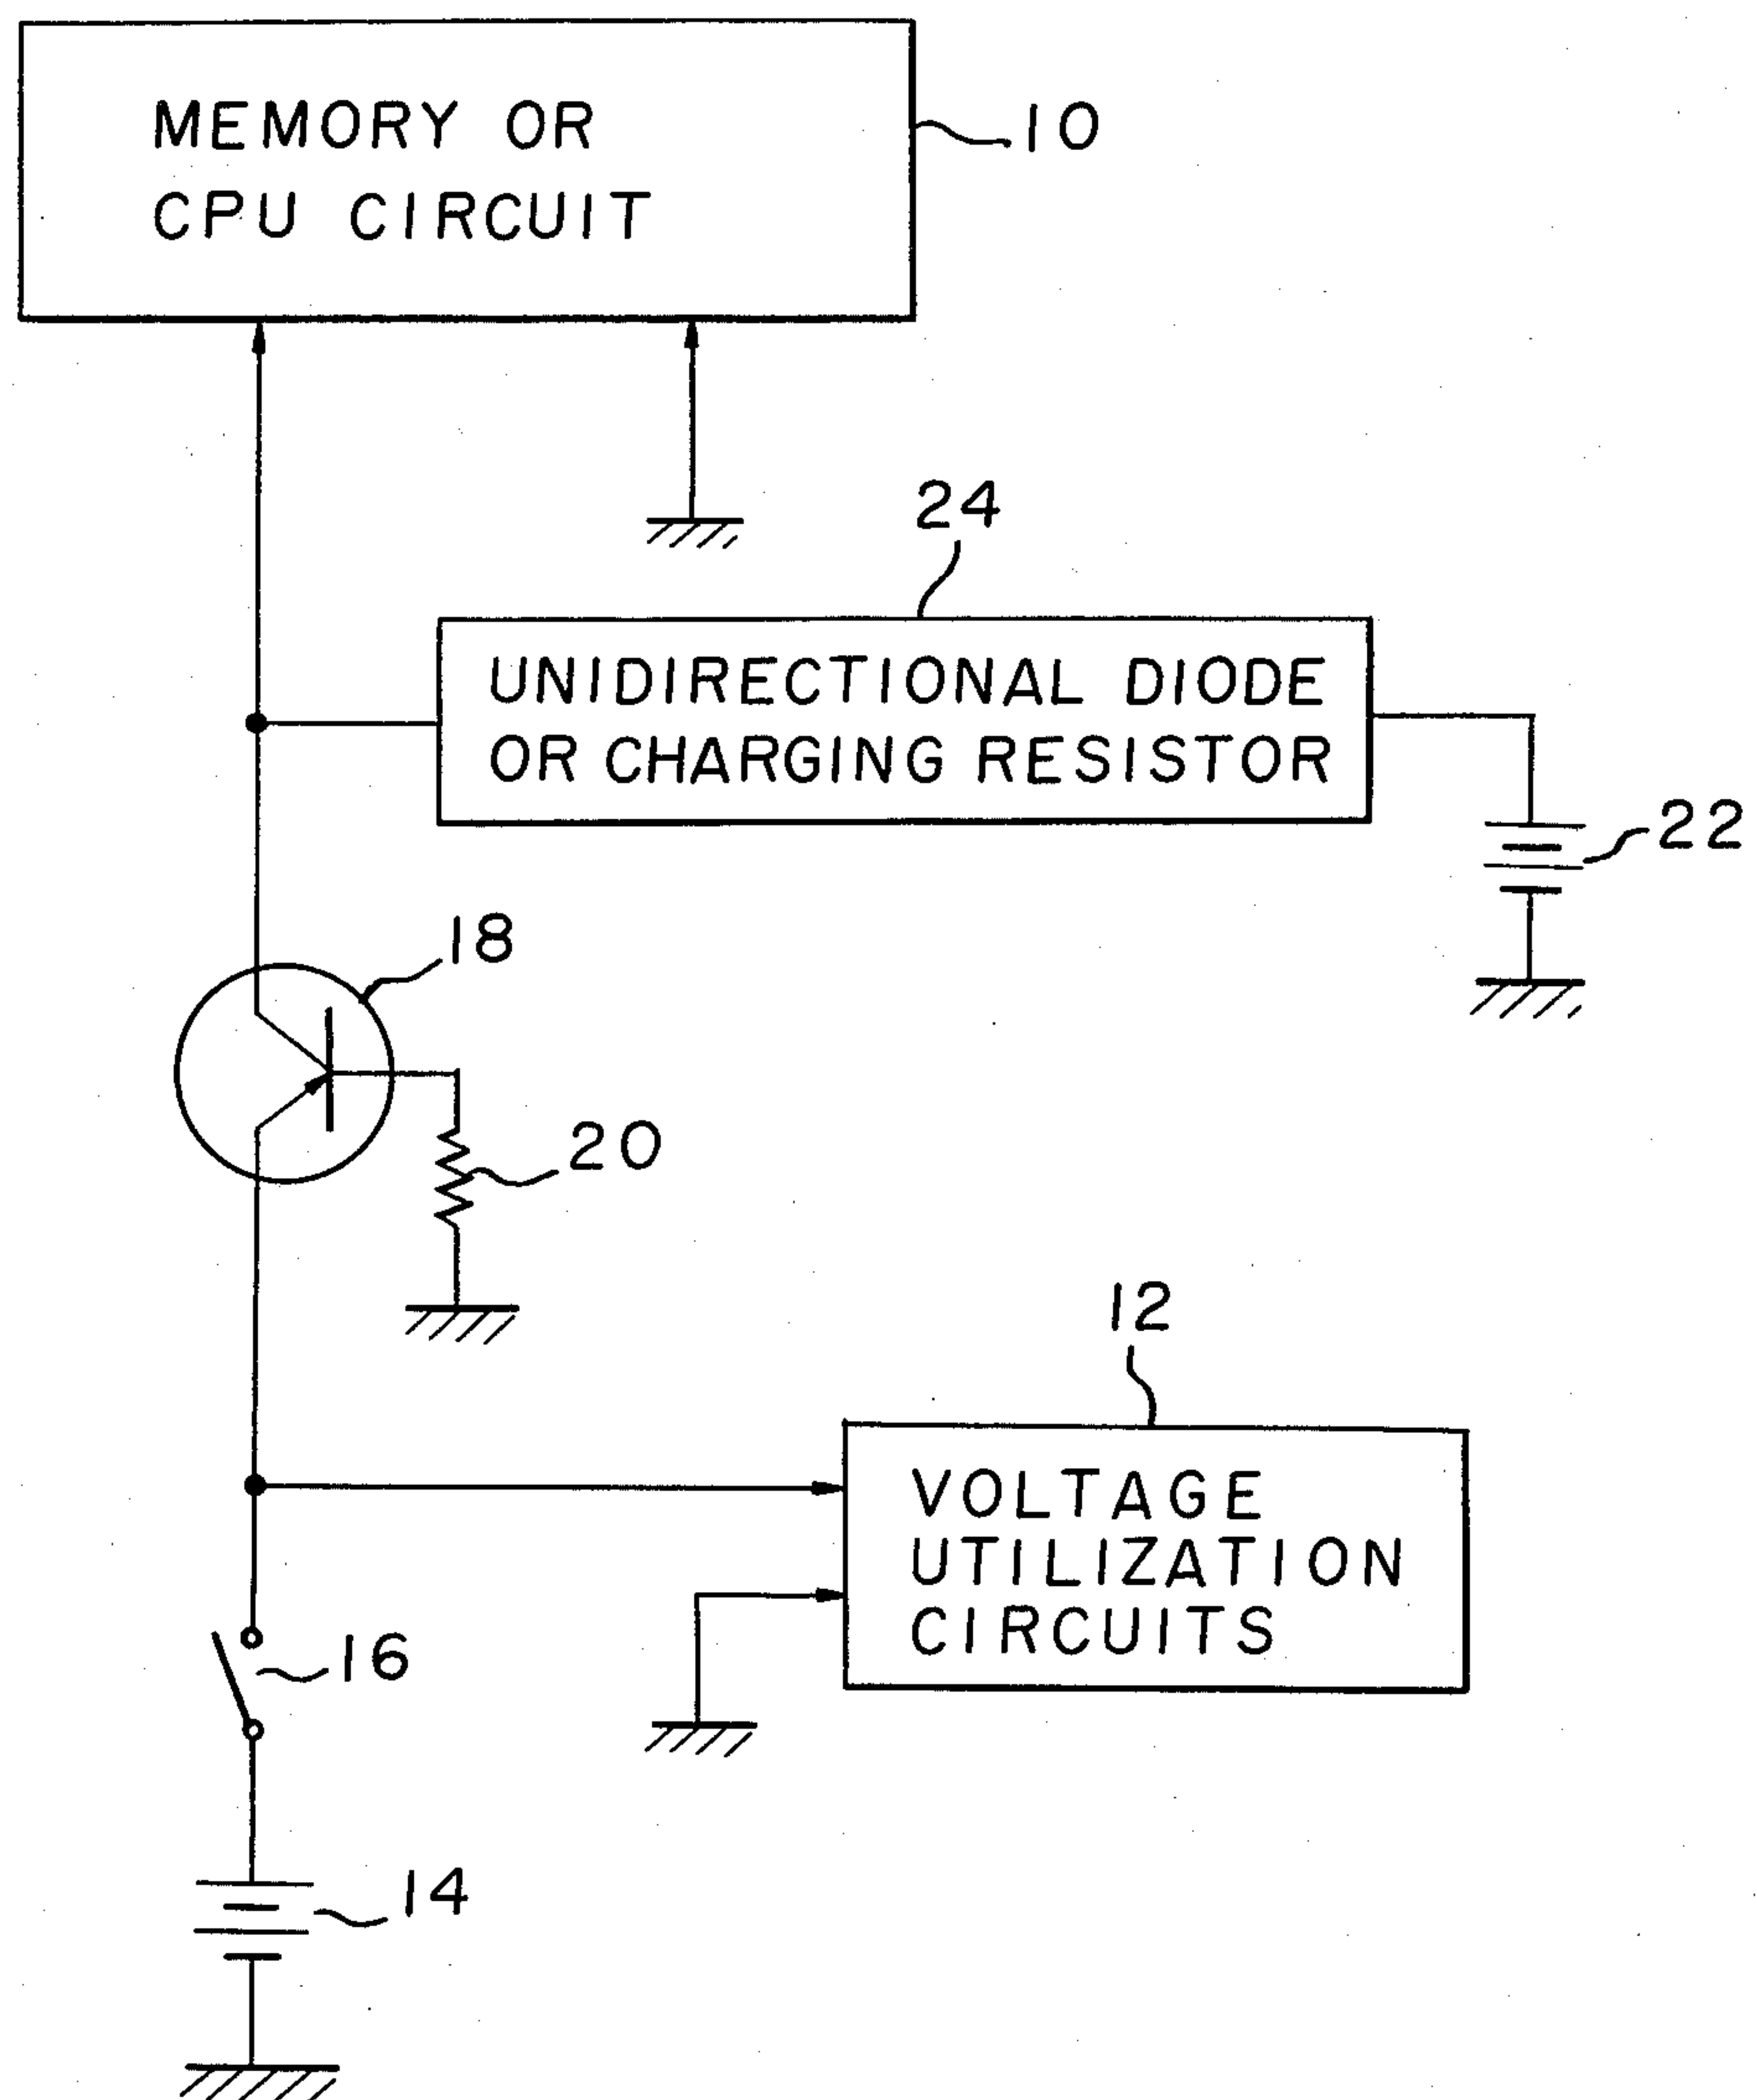 MEMORY OR
CPU CIRCUIT
10
24
UNIDIRECTIONAL DIODE
OR CHARGING RESISTOR
22
18
20
12
VOLTAGE
UTILIZATION
CIRCUITS
16
14